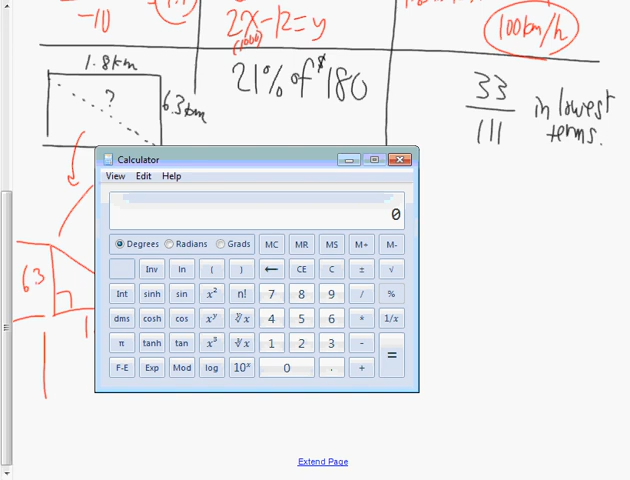 -10
2x-12=y
(1000)
100km/h
1.8km
?
6.3km
21% of $180
33
111
in lowest
terms.
63
1.
Calculator
View Edit Help
0
Degrees Radians Grads MC MR MS M+ M-
Inv ln ( ) ← CE C ± √
Int sinh sin x² n! 7 8 9 / %
dms cosh cos xʸ ʸ√x 4 5 6 * 1/x
π tanh tan x³ ³√x 1 2 3 - =
F-E Exp Mod log 10ˣ 0 . +
Extend Page